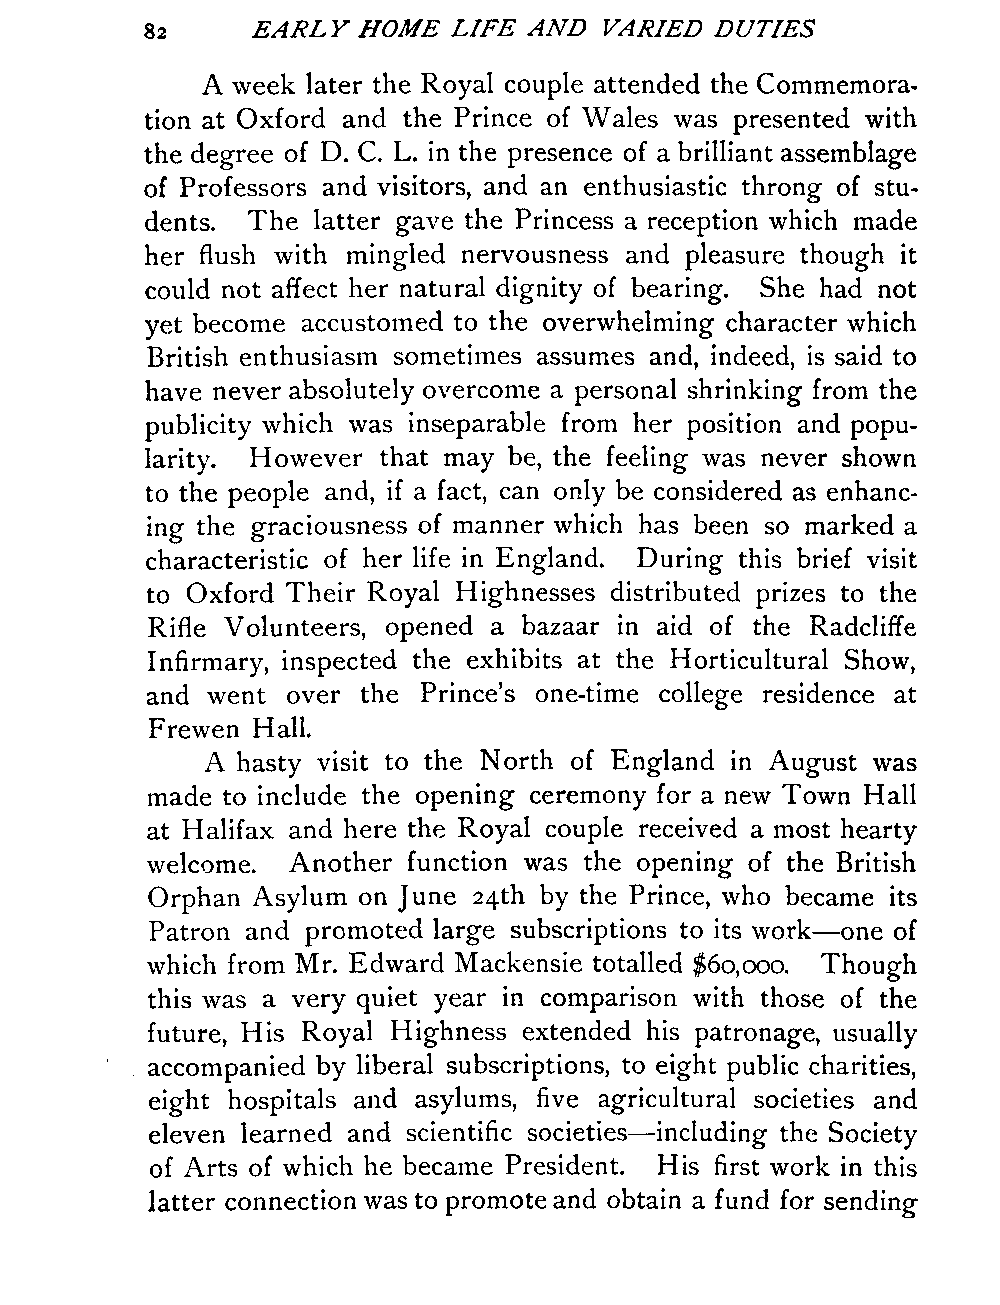 82 EARLY HOME LIFE AND VARIED DUTIES
A week later the Royal couple attended the Commemora-
tion at Oxford and the Prince of Wales was presented with
the degree of D. C. L. in the presence of a brilliant assemblage
of Professors and visitors, and an enthusiastic throng of stu-
dents. The latter gave the Princess a reception which made
her flush with mingled nervousness and pleasure though it
could not affect her natural dignity of bearing. She had not
yet become accustomed to the overwhelming character which
British enthusiasm sometimes assumes and, indeed, is said to
have never absolutely overcome a personal shrinking from the
publicity which was inseparable from her position and popu-
larity. However that may be, the feeling was never shown
to the people and, if a fact, can only be considered as enhanc-
ing the graciousness of manner which has been so marked a
characteristic of her life in England. During this brief visit
to Oxford Their Royal Highnesses distributed prizes to the
Rifle Volunteers, opened a bazaar in aid of the Radcliffe
Infirmary, inspected the exhibits at the Horticultural Show,
and went over the Prince's one-time college residence at
Frewen Hall.
A hasty visit to the North of England in August was
made to include the opening ceremony for a new Town Hall
at Halifax and here the Royal couple received a most hearty
welcome. Another function was the opening of the British
Orphan Asylum on June 24th by the Prince, who became its
Patron and promoted large subscriptions to its work—one of
which from Mr. Edward Mackensie totalled $60,000. Though
this was a very quiet year in comparison with those of the
future, His Royal Highness extended his patronage, usually
accompanied by liberal subscriptions, to eight public charities,
eight hospitals and asylums, five agricultural societies and
eleven learned and scientific societies—including the Society
of Arts of which he became President. His first work in this
latter connection was to promote and obtain a fund for sending